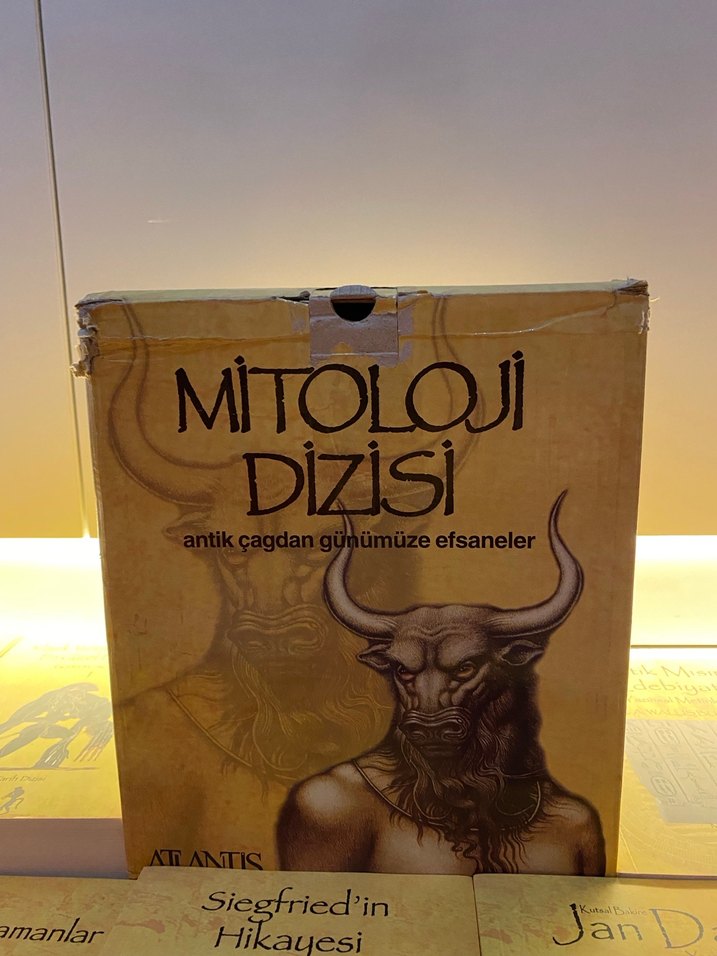 MİTOLOJİ
DİZİSİ
antik çagdan günümüze efsaneler
ATLANTIS
Siegfried'in
Hikayesi
amanlar
Kutsal Bakire
Jan D